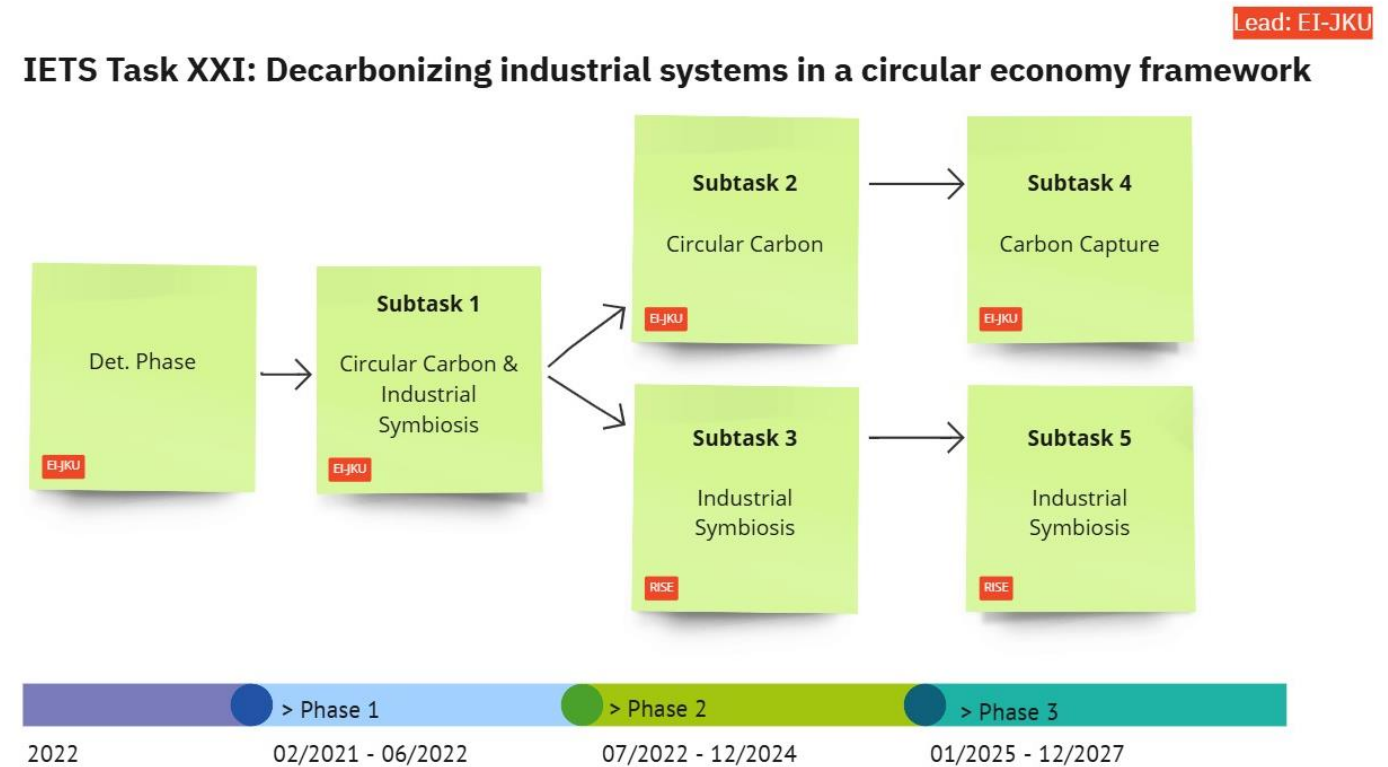 Lead: EI-JKU
IETS Task XXI: Decarbonizing industrial systems in a circular economy framework
Det. Phase
EI-JKU
Subtask 1
Circular Carbon &
Industrial
Symbiosis
EI-JKU
Subtask 2
Circular Carbon
EI-JKU
Subtask 4
Carbon Capture
EI-JKU
Subtask 3
Industrial
Symbiosis
RISE
Subtask 5
Industrial
Symbiosis
RISE
> Phase 1
> Phase 2
> Phase 3
2022
02/2021 - 06/2022
07/2022 - 12/2024
01/2025 - 12/2027